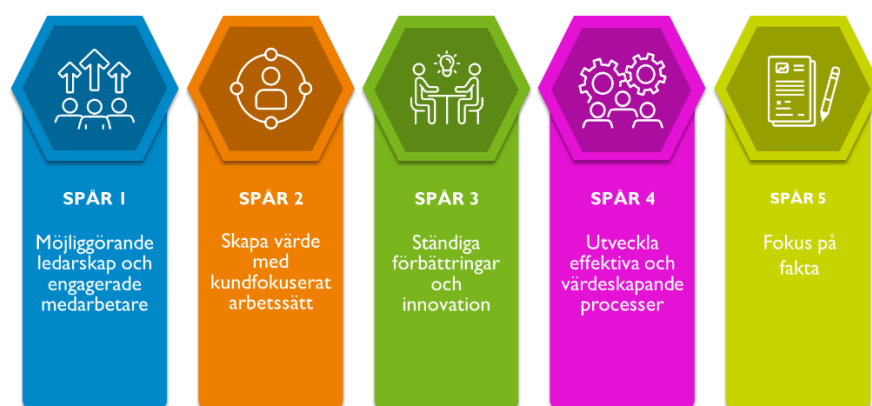 SPÅR 1
Möjliggörande
ledarskap och
engagerade
medarbetare
SPÅR 2
Skapa värde
med
kundfokuserat
arbetssätt
SPÅR 3
Ständiga
förbättringar
och
innovation
SPÅR 4
Utveckla
effektiva och
värdeskapande
processer
SPÅR 5
Fokus på
fakta